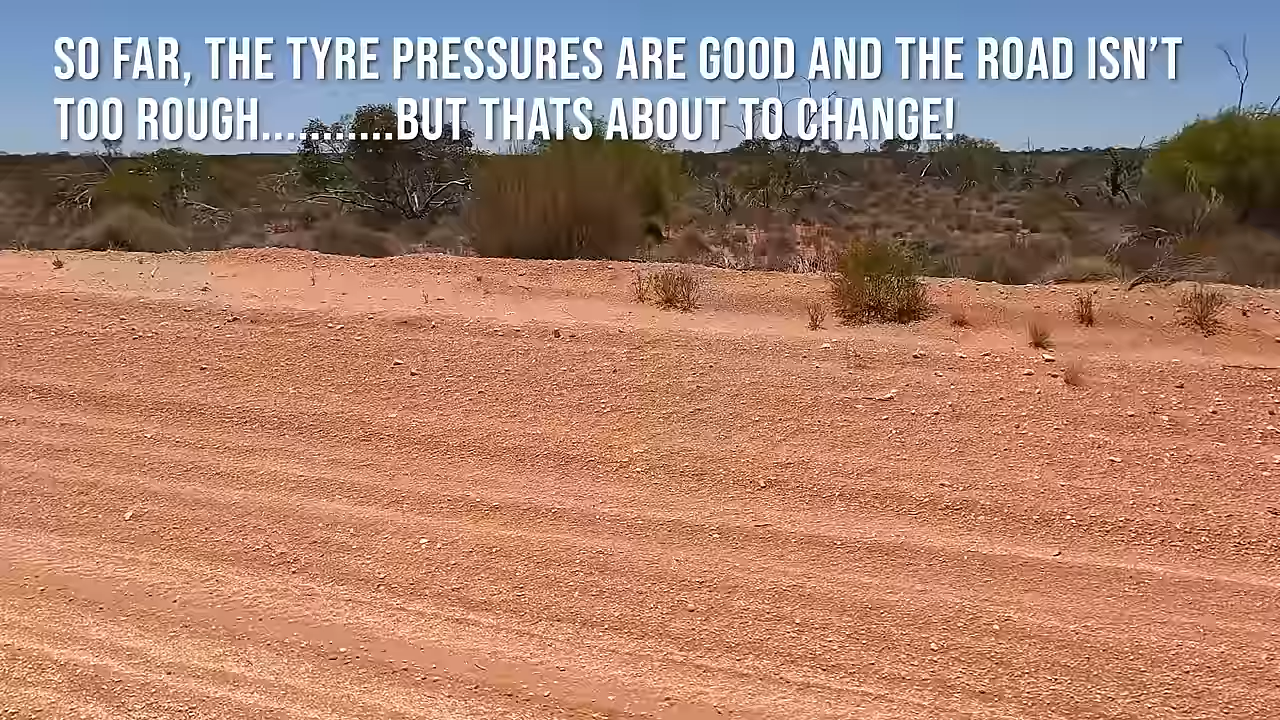 SO FAR, THE TYRE PRESSURES ARE GOOD AND THE ROAD ISN'T
TOO ROUGH...........BUT THATS ABOUT TO CHANGE!